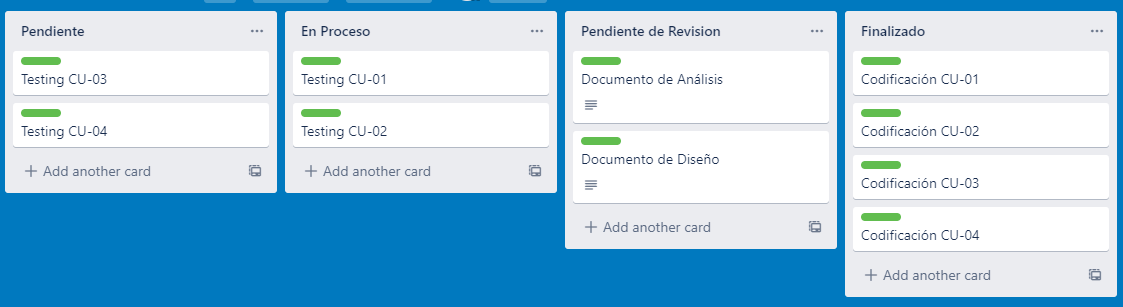 Pendiente
Testing CU-03
Testing CU-04
Add another card
En Proceso
Testing CU-01
Testing CU-02
Add another card
Pendiente de Revision
Documento de Análisis
Documento de Diseño
Add another card
Finalizado
Codificación CU-01
Codificación CU-02
Codificación CU-03
Codificación CU-04
Add another card